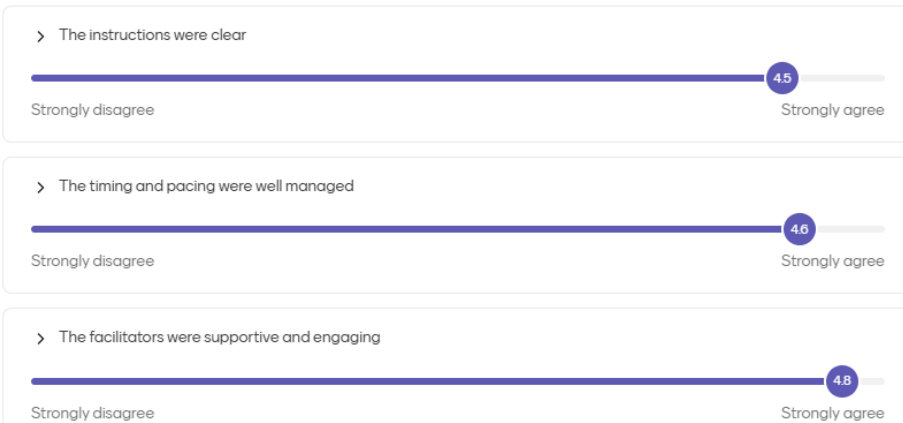 The instructions were clear
4.5
Strongly disagree Strongly agree
The timing and pacing were well managed
4.6
Strongly disagree Strongly agree
The facilitators were supportive and engaging
4.8
Strongly disagree Strongly agree